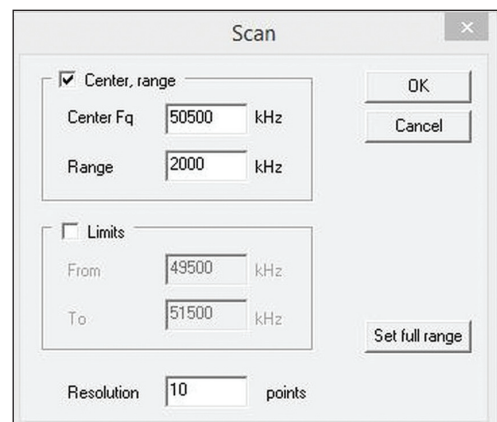 Scan
Center, range
Center Fq 50500 kHz
Range 2000 kHz
OK
Cancel
Limits
From 49500 kHz
To 51500 kHz
Set full range
Resolution 10 points